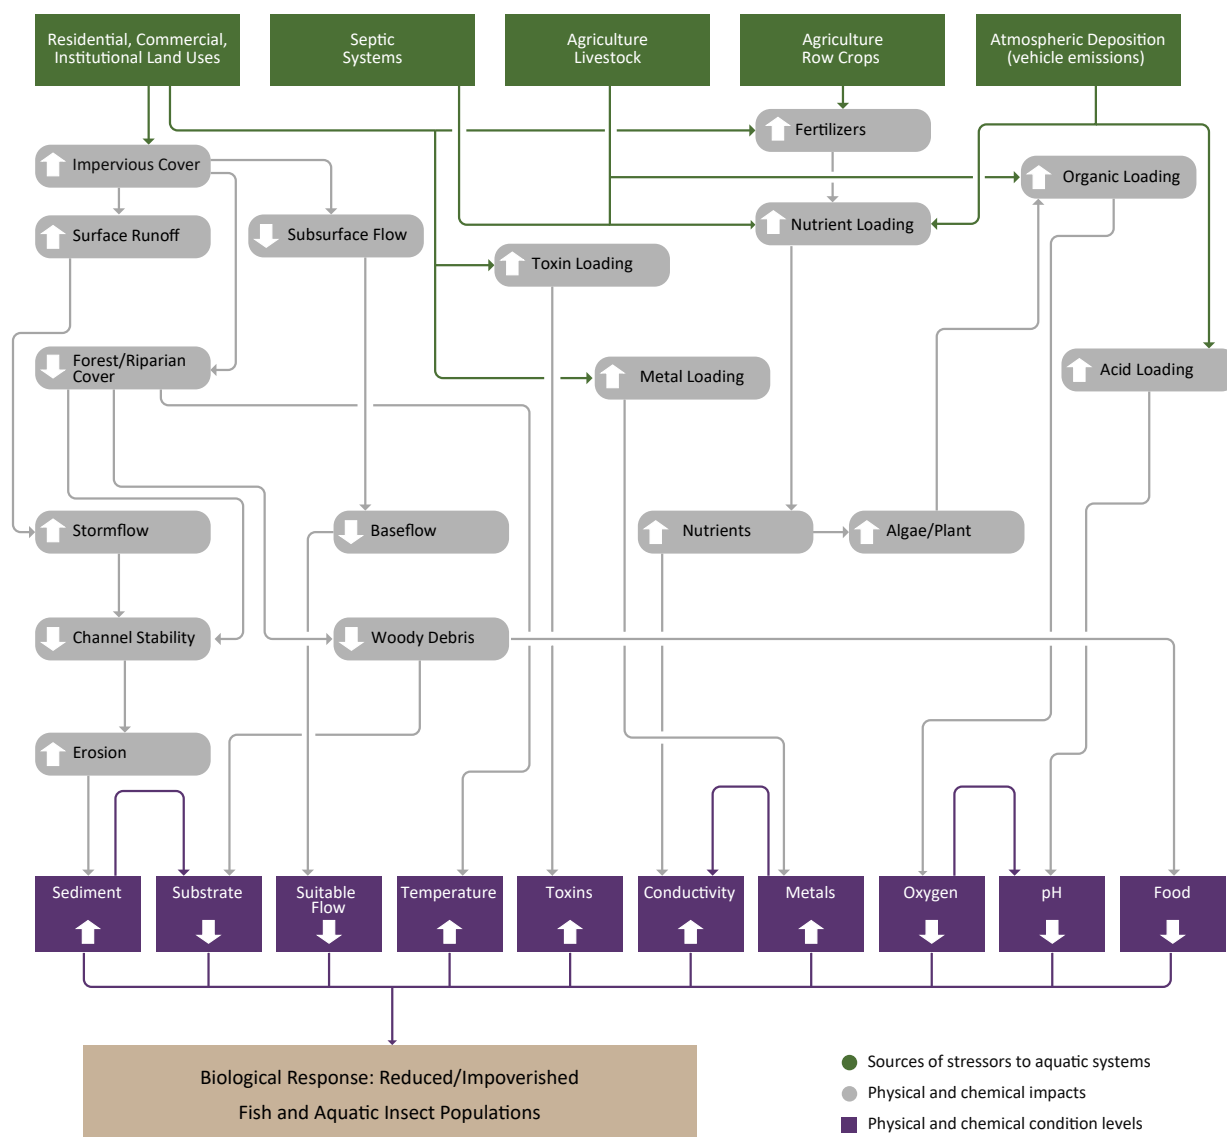 Residential, Commercial,
Institutional Land Uses
Septic
Systems
Agriculture
Livestock
Agriculture
Row Crops
Atmospheric Deposition
(vehicle emissions)
Fertilizers
Impervious Cover
Organic Loading
Surface Runoff
Subsurface Flow
Nutrient Loading
Toxin Loading
Forest/Riparian
Cover
Metal Loading
Acid Loading
Stormflow
Baseflow
Nutrients
Algae/Plant
Channel Stability
Woody Debris
Erosion
Sediment
Substrate
Suitable
Flow
Temperature
Toxins
Conductivity
Metals
Oxygen
pH
Food
Biological Response: Reduced/Impoverished
Fish and Aquatic Insect Populations
Sources of stressors to aquatic systems
Physical and chemical impacts
Physical and chemical condition levels